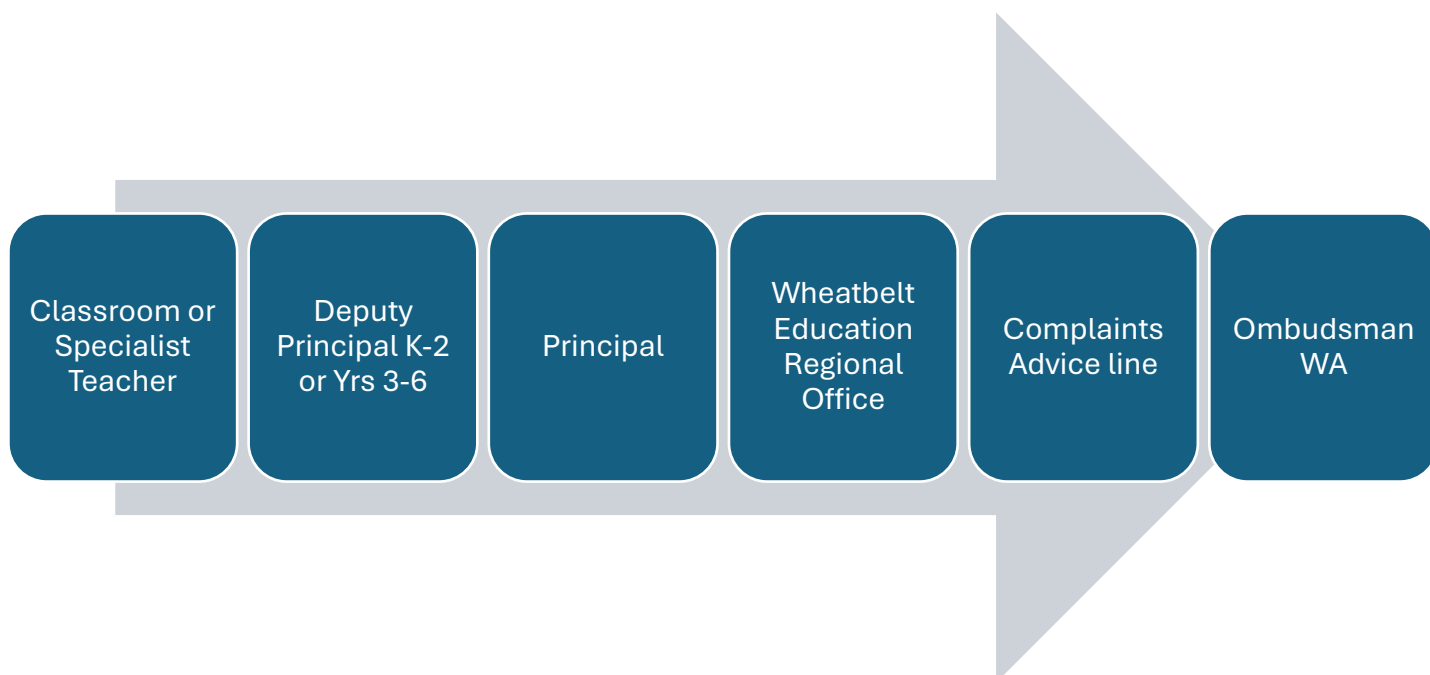 Classroom or
Specialist
Teacher
Deputy
Principal K-2
or Yrs 3-6
Principal
Wheatbelt
Education
Regional
Office
Complaints
Advice line
Ombudsman
WA